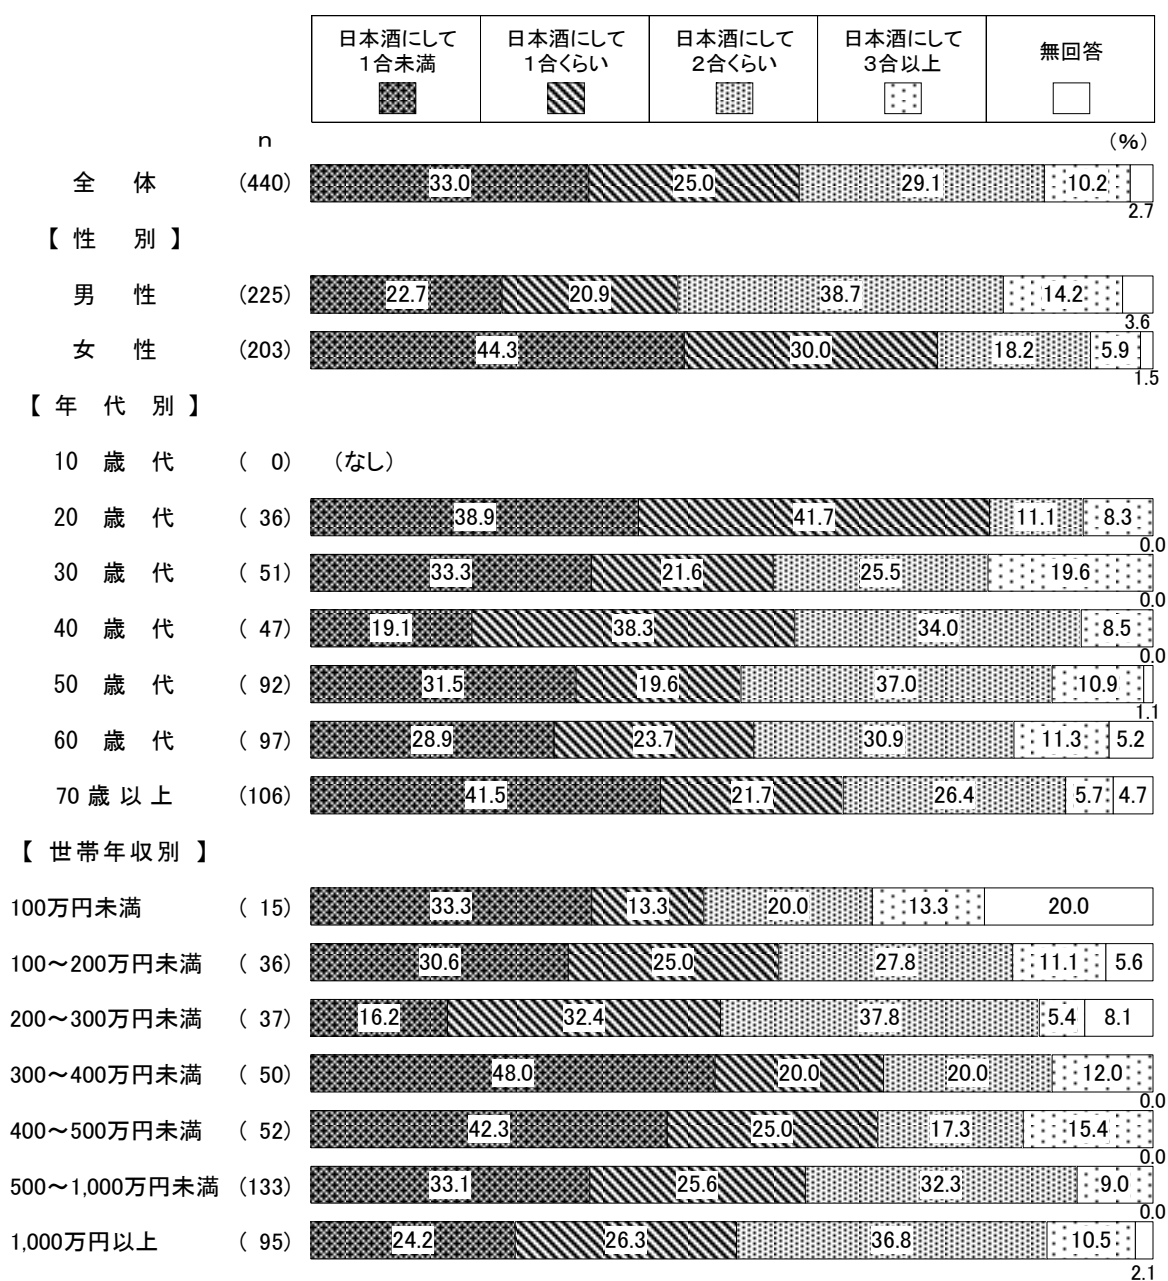 日本酒にして 日本酒にして 日本酒にして 日本酒にして 無回答
１合未満 １合くらい ２合くらい ３合以上
ｎ (％)
全 体 (440) 33.0 25.0 29.1 10.2
2.7
【 性 別 】
男 性 (225) 22.7 20.9 38.7 14.2
3.6
女 性 (203) 44.3 30.0 18.2 5.9
1.5
【 年 代 別 】
10 歳 代 ( 0) (なし)
20 歳 代 ( 36) 38.9 41.7 11.1 8.3
0.0
30 歳 代 ( 51) 33.3 21.6 25.5 19.6
0.0
40 歳 代 ( 47) 19.1 38.3 34.0 8.5
0.0
50 歳 代 ( 92) 31.5 19.6 37.0 10.9
1.1
60 歳 代 ( 97) 28.9 23.7 30.9 11.3 5.2
70 歳 以 上 (106) 41.5 21.7 26.4 5.7 4.7
【 世帯年収別 】
100万円未満 ( 15) 33.3 13.3 20.0 13.3 20.0
100～200万円未満 ( 36) 30.6 25.0 27.8 11.1 5.6
200～300万円未満 ( 37) 16.2 32.4 37.8 5.4 8.1
300～400万円未満 ( 50) 48.0 20.0 20.0 12.0
0.0
400～500万円未満 ( 52) 42.3 25.0 17.3 15.4
0.0
500～1,000万円未満 (133) 33.1 25.6 32.3 9.0
0.0
1,000万円以上 ( 95) 24.2 26.3 36.8 10.5
2.1